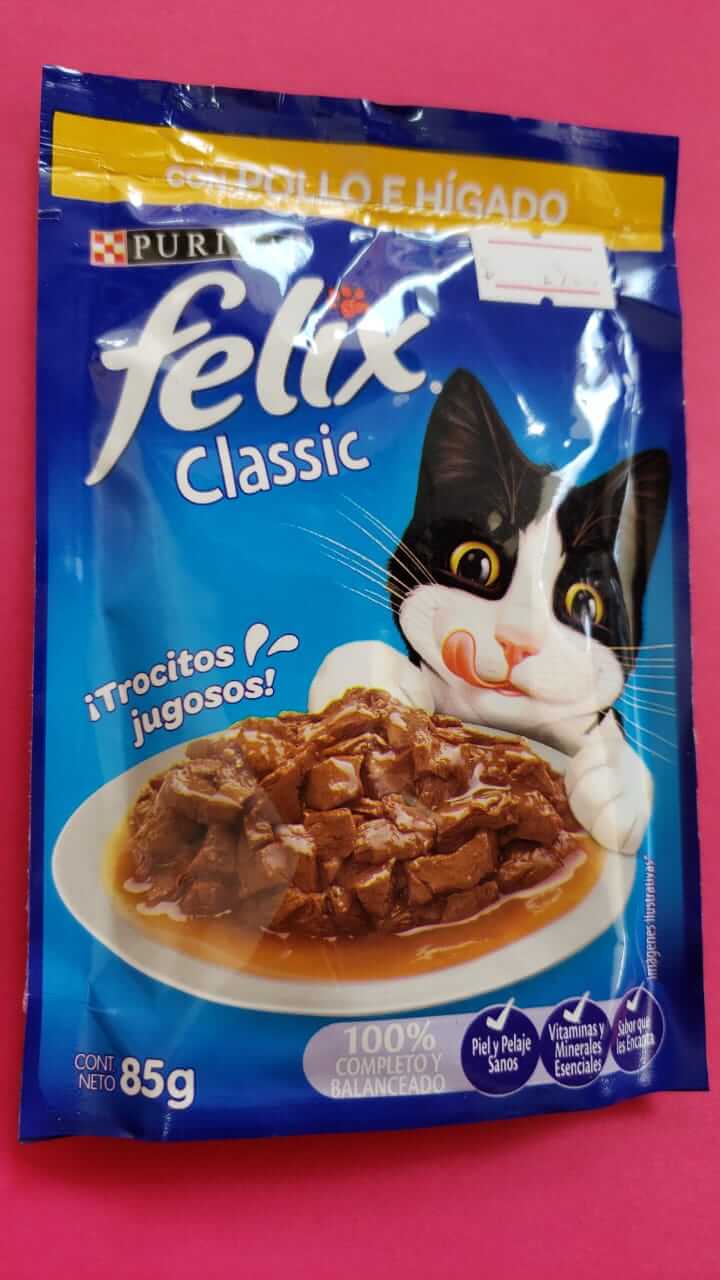 CON POLLO E HÍGADO
PURINA
felix
Classic
¡Trocitos
jugosos!
Imágenes Ilustrativas
CONT.
NETO 85g
100%
COMPLETO Y
BALANCEADO
Piel y Pelaje
Sanos
Vitaminas y
Minerales
Esenciales
Sabor que
les Encanta